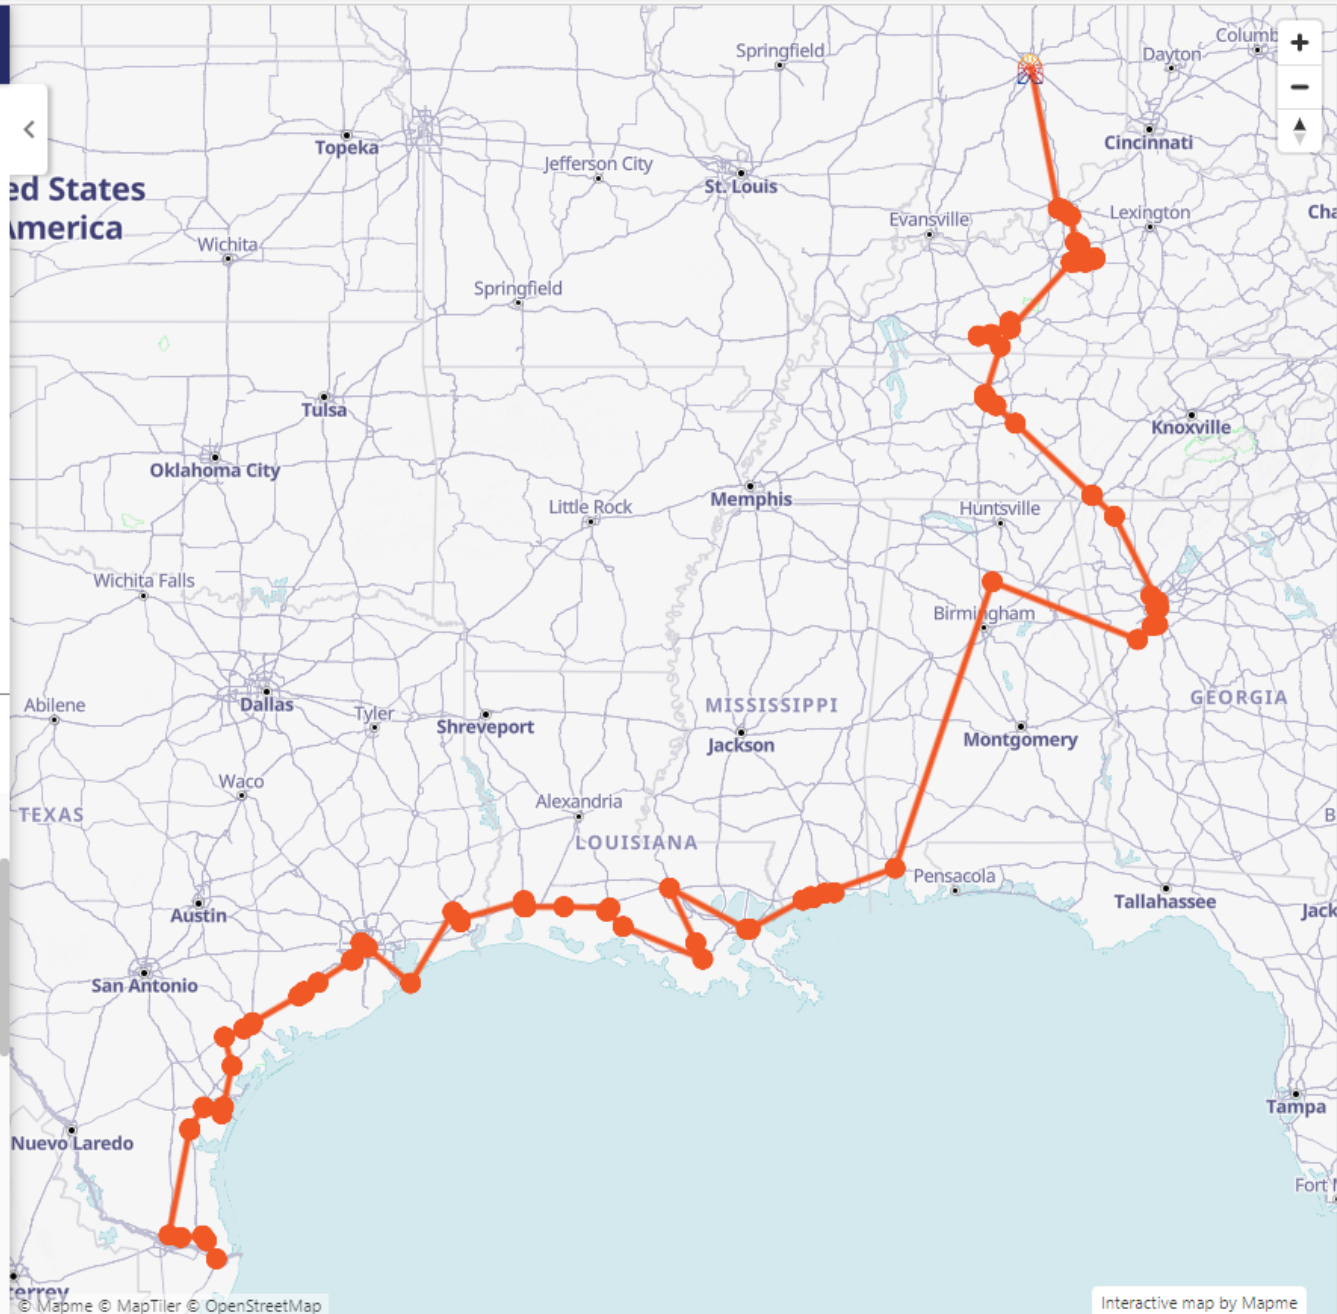 Springfield
Columb
Dayton
Topeka
Cincinnati
Jefferson City
St. Louis
ed States
America
Evansville
Lexington
Cha
Wichita
Springfield
Tulsa
Knoxville
Oklahoma City
Memphis
Little Rock
Huntsville
Wichita Falls
Birmingham
Abilene
Dallas
Tyler
Shreveport
MISSISSIPPI
GEORGIA
Jackson
Montgomery
Waco
TEXAS
Alexandria
LOUISIANA
B
Pensacola
Austin
Tallahassee
Jack
San Antonio
Tampa
Nuevo Laredo
Fort M
terrey
© Mapme © MapTiler © OpenStreetMap
Interactive map by Mapme